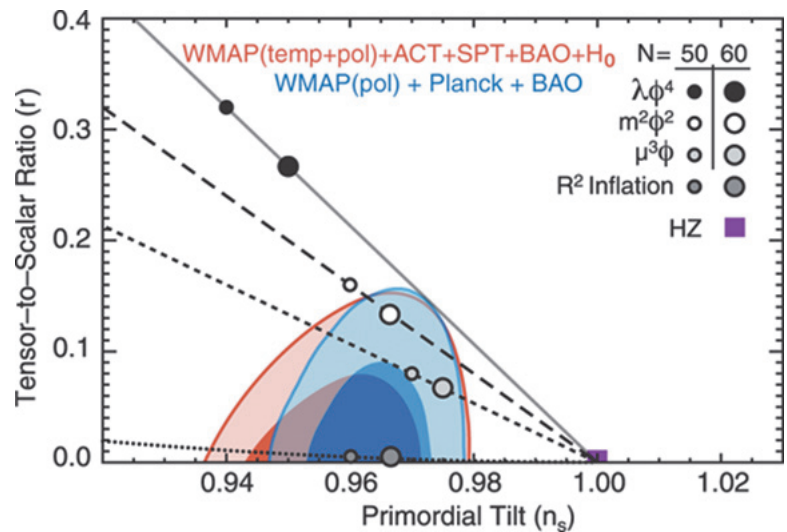 0.4
0.3
0.2
0.1
0.0
Tensor–to–Scalar Ratio (r)
WMAP(temp+pol)+ACT+SPT+BAO+H₀
WMAP(pol) + Planck + BAO
N= 50 60
λϕ⁴
m²ϕ²
μ³ϕ
R² Inflation
HZ
0.94 0.96 0.98 1.00 1.02
Primordial Tilt (nₛ)